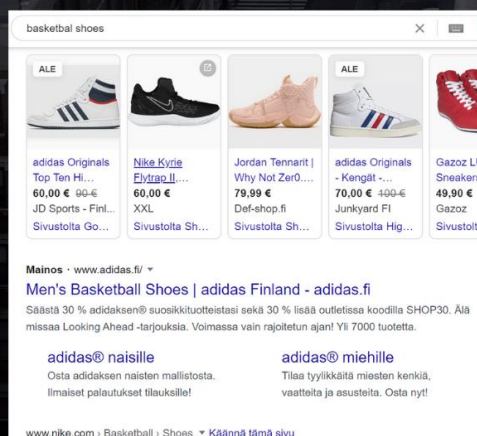 basketbal shoes
ALE
ALE
adidas Originals
Top Ten Hi...
60,00 € 90 €
JD Sports - Finl...
Sivustolta Go...
Nike Kyrie
Flytrap II,...
60,00 €
XXL
Sivustolta Sh...
Jordan Tennarit |
Why Not Zer0....
79,99 €
Def-shop.fi
Sivustolta Sh...
adidas Originals
- Kengät -...
70,00 € 100 €
Junkyard FI
Sivustolta Hig...
Gazoz
49,90 €
Gazoz
Mainos · www.adidas.fi/
Men's Basketball Shoes | adidas Finland - adidas.fi
Säästä 30 % adidaksen® suosikkituotteistasi sekä 30 % lisää outletissa koodilla SHOP30. Älä
missaa Looking Ahead -tarjouksia. Voimassa vain rajoitetun ajan! Yli 7000 tuotetta.
adidas® naisille
Osta adidaksen naisten mallistosta.
Ilmaiset palautukset tilauksille!
adidas® miehille
Tilaa tyylikkäitä miesten kenkiä,
vaatteita ja asusteita. Osta nyt!
www.nike.com › Basketball › Shoes Käännä tämä sivu